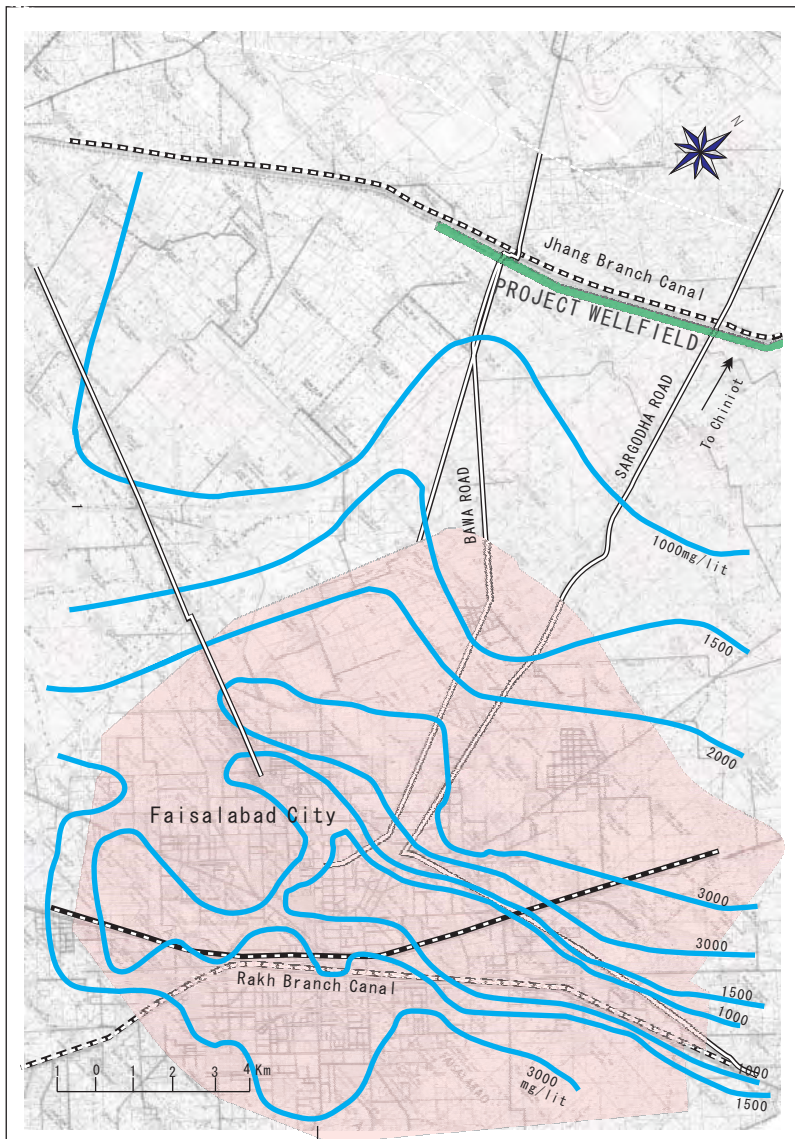 N
Jhang Branch Canal
PROJECT WELLFIELD
To Chiniot
SARGODHA ROAD
BAWA ROAD
1
1000mg/lit
1500
2000
Faisalabad City
3000
3000
Rakh Branch Canal
1500
1000
1000
1500
3000
mg/lit
1 0 1 2 3 4 Km